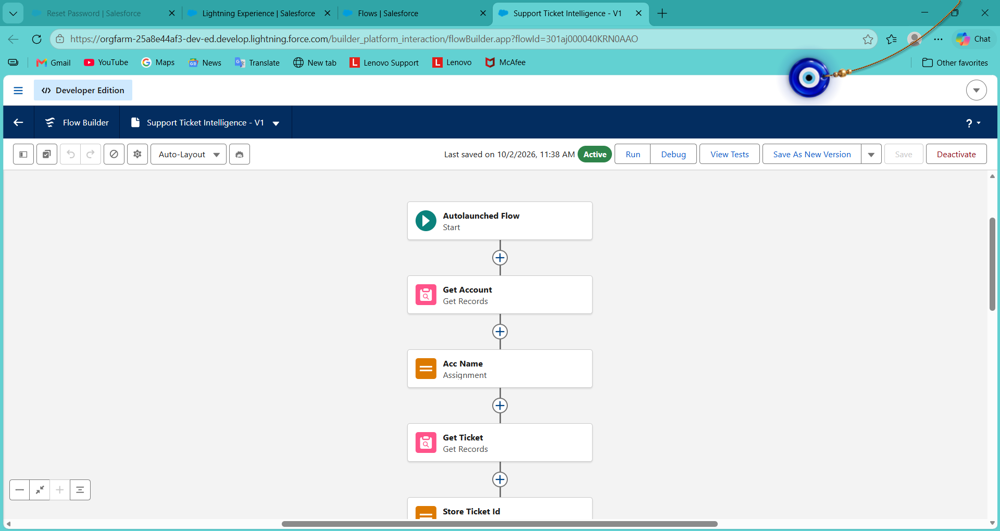 Reset Password | Salesforce
Lightning Experience | Salesforce
Flows | Salesforce
Support Ticket Intelligence - V1
https://orgfarm-25a8e44af3-dev-ed.develop.lightning.force.com/builder_platform_interaction/flowBuilder.app?flowId=301aj000040KRN0AAO
Chat
Gmail
YouTube
Maps
News
Translate
New tab
Lenovo Support
Lenovo
McAfee
Other favorites
Developer Edition
Flow Builder
Support Ticket Intelligence - V1
?
Auto-Layout
Last saved on 10/2/2026, 11:38 AM
Active
Run
Debug
View Tests
Save As New Version
Save
Deactivate
Autolaunched Flow
Start
Get Account
Get Records
Acc Name
Assignment
Get Ticket
Get Records
Store Ticket Id